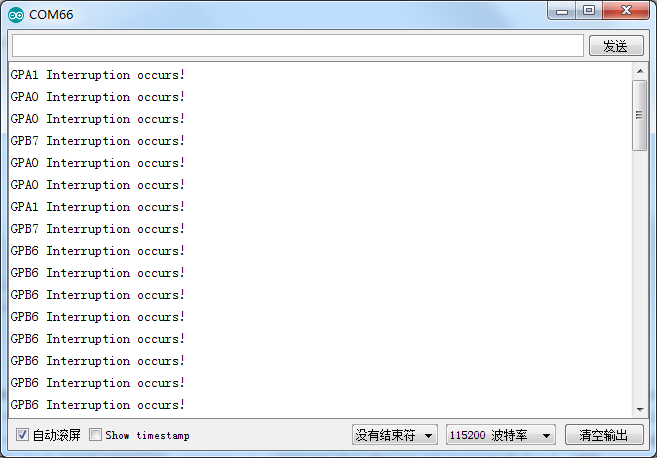 COM66
发送
GPA1 Interruption occurs!
GPA0 Interruption occurs!
GPA0 Interruption occurs!
GPB7 Interruption occurs!
GPA0 Interruption occurs!
GPA0 Interruption occurs!
GPA1 Interruption occurs!
GPB7 Interruption occurs!
GPB6 Interruption occurs!
GPB6 Interruption occurs!
GPB6 Interruption occurs!
GPB6 Interruption occurs!
GPB6 Interruption occurs!
GPB6 Interruption occurs!
GPB6 Interruption occurs!
GPB6 Interruption occurs!
自动滚屏 Show timestamp 没有结束符 115200 波特率 清空输出